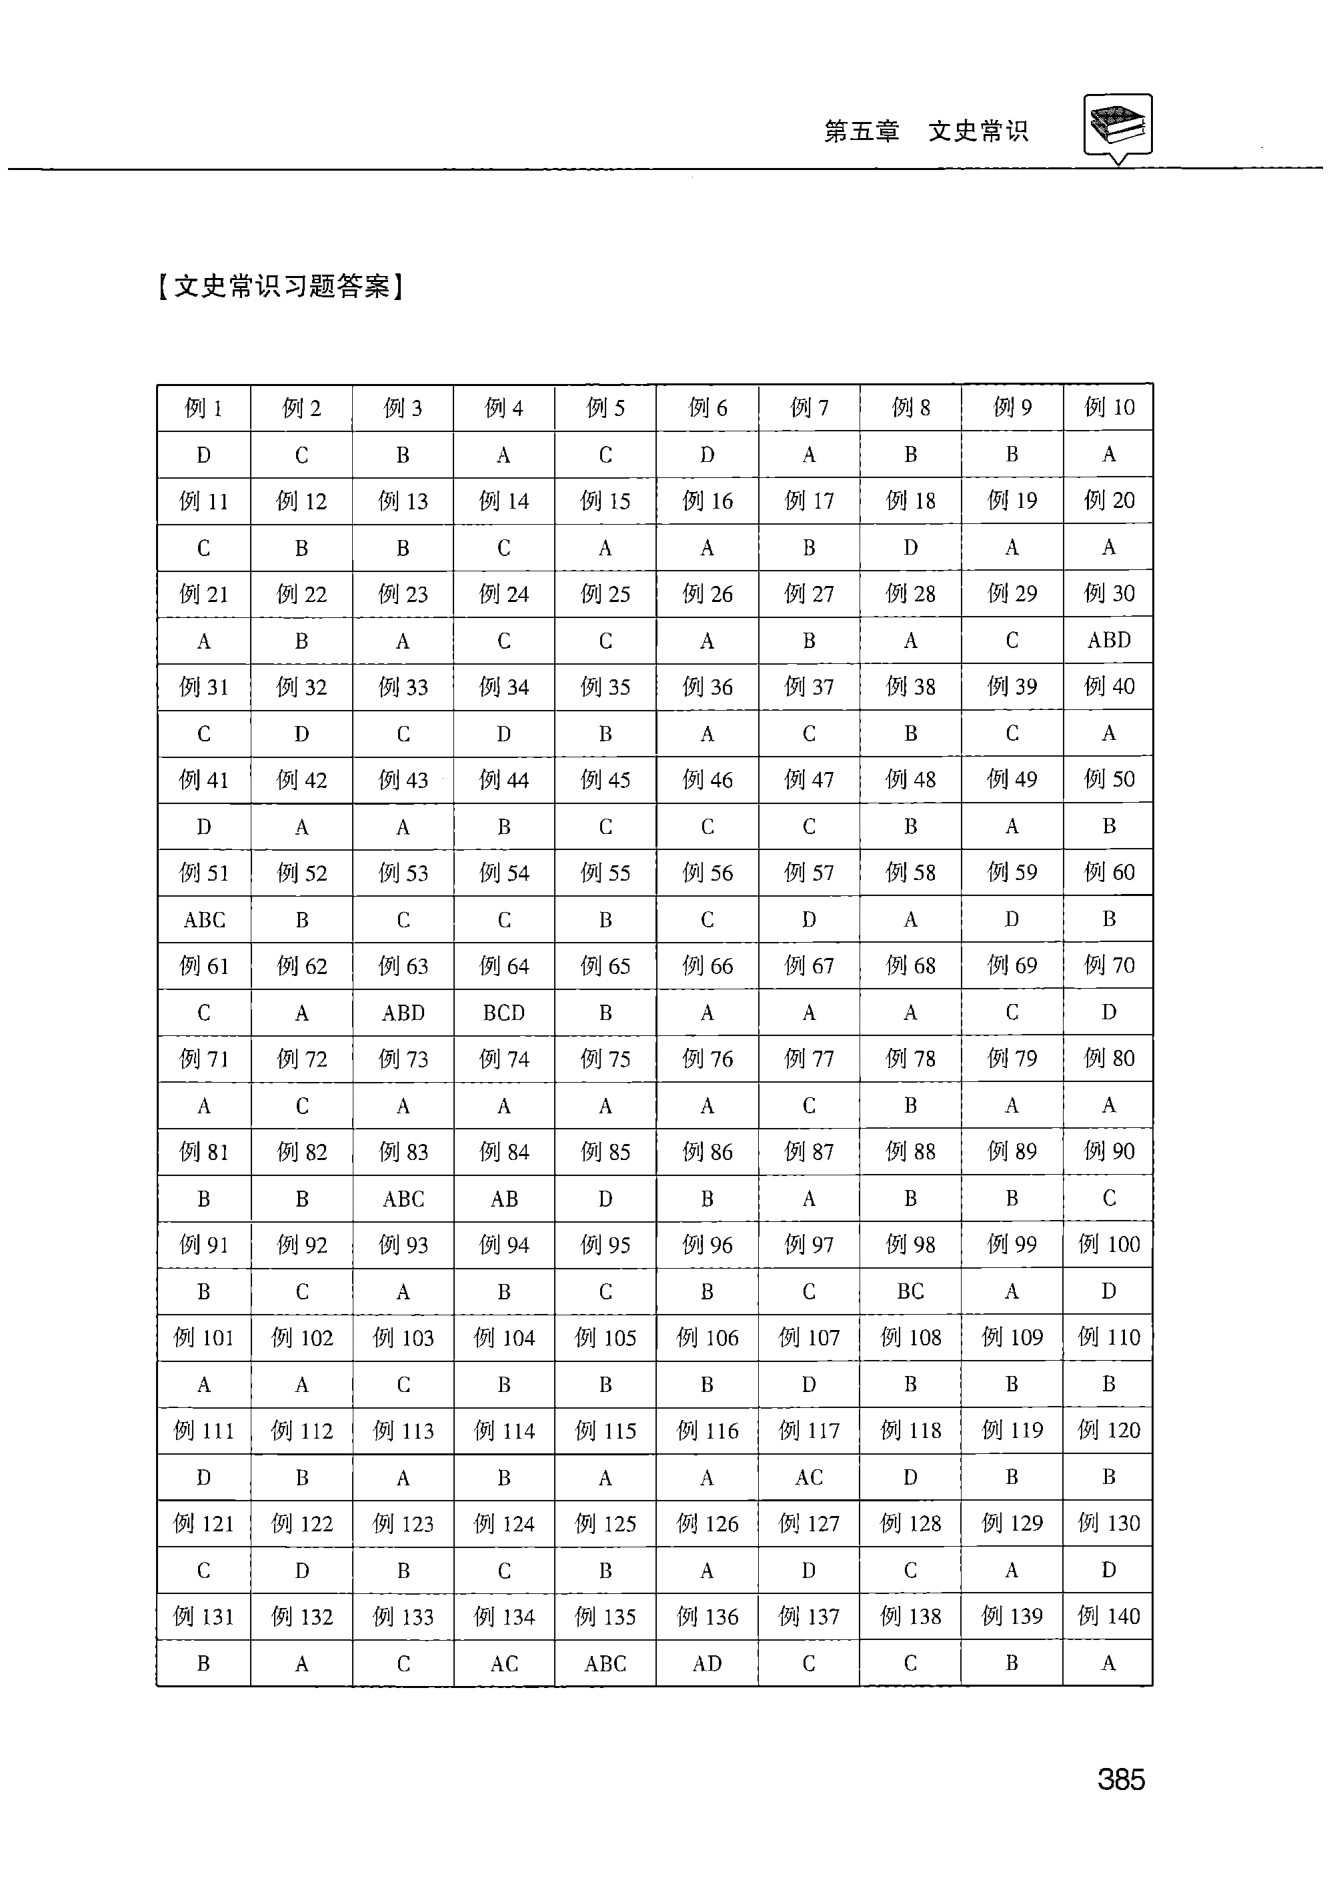 第五章 文史常识
【文史常识习题答案】
例 1 例 2 例 3 例 4 例 5 例 6 例 7 例 8 例 9 例 10
D C B A C D A B B A
例 11 例 12 例 13 例 14 例 15 例 16 例 17 例 18 例 19 例 20
C B B C A A B D A A
例 21 例 22 例 23 例 24 例 25 例 26 例 27 例 28 例 29 例 30
A B A C C A B A C ABD
例 31 例 32 例 33 例 34 例 35 例 36 例 37 例 38 例 39 例 40
C D C D B A C B C A
例 41 例 42 例 43 例 44 例 45 例 46 例 47 例 48 例 49 例 50
D A A B C C C B A B
例 51 例 52 例 53 例 54 例 55 例 56 例 57 例 58 例 59 例 60
ABC B C C B C D A D B
例 61 例 62 例 63 例 64 例 65 例 66 例 67 例 68 例 69 例 70
C A ABD BCD B A A A C D
例 71 例 72 例 73 例 74 例 75 例 76 例 77 例 78 例 79 例 80
A C A A A A C B A A
例 81 例 82 例 83 例 84 例 85 例 86 例 87 例 88 例 89 例 90
B B ABC AB D B A B B C
例 91 例 92 例 93 例 94 例 95 例 96 例 97 例 98 例 99 例 100
B C A B C B C BC A D
例 101 例 102 例 103 例 104 例 105 例 106 例 107 例 108 例 109 例 110
A A C B B B D B B B
例 111 例 112 例 113 例 114 例 115 例 116 例 117 例 118 例 119 例 120
D B A B A A AC D B B
例 121 例 122 例 123 例 124 例 125 例 126 例 127 例 128 例 129 例 130
C D B C B A D C A D
例 131 例 132 例 133 例 134 例 135 例 136 例 137 例 138 例 139 例 140
B A C AC ABC AD C C B A
385